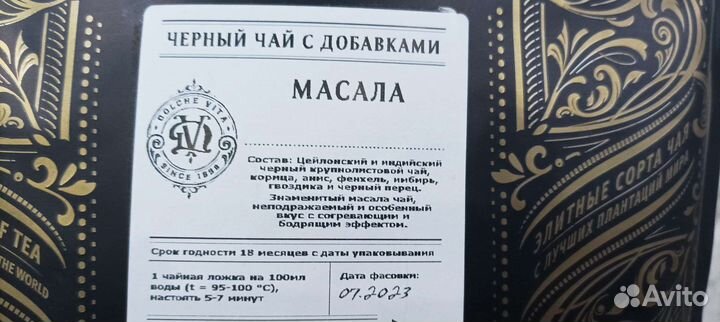 ЧЕРНЫЙ ЧАЙ С ДОБАВКАМИ
МАСАЛА
DOLCHE VITA
DV
SINCE 1998
Состав: Цейлонский и индийский
черный крупнолистовой чай,
корица, анис, фенхель, имбирь,
гвоздика и черный перец.
Знаменитый масала чай,
неподражаемый и особенный
вкус с согревающим и
бодрящим эффектом.
Срок годности 18 месяцев с даты упаковывания
1 чайная ложка на 100мл
воды (t = 95-100 °C),
настоять 5-7 минут
Дата фасовки:
07.2023
ЭЛИТНЫЕ СОРТА ЧАЯ
С ЛУЧШИХ ПЛАНТАЦИЙ МИРА
F TEA
THE WORLD
Avito